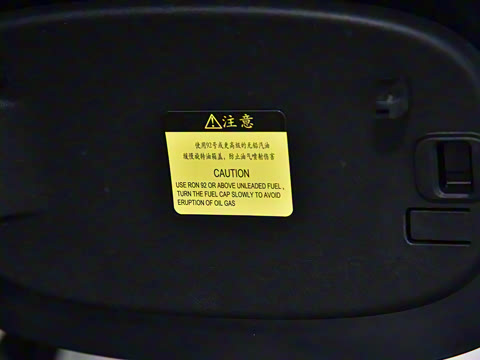 ⚠注意
使用92号或更高级的无铅汽油
缓慢旋转油箱盖，防止油气喷射伤害
CAUTION
USE RON 92 OR ABOVE UNLEADED FUEL,
TURN THE FUEL CAP SLOWLY TO AVOID
ERUPTION OF OIL GAS